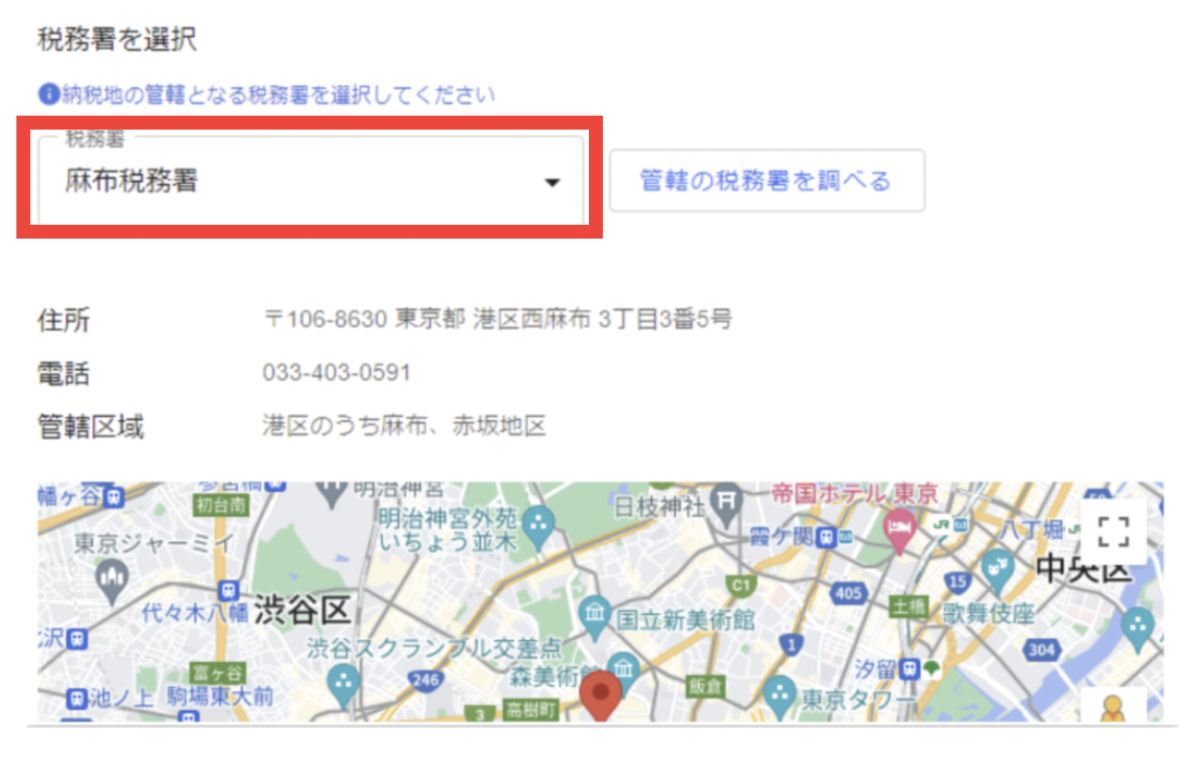 税務署を選択
納税地の管轄となる税務署を選択してください
税務署
麻布税務署
管轄の税務署を調べる
住所
〒106-8630 東京都 港区西麻布 3丁目3番5号
電話
033-403-0591
管轄区域
港区のうち麻布、赤坂地区
幡ヶ谷
初台南
明治神宮
日枝神社
帝国ホテル 東京
明治神宮外苑
いちょう並木
霞ケ関
JR
八丁堀
東京ジャーミイ
中央区
C1
405
15
代々木八幡
渋谷区
国立新美術館
土橋
歌舞伎座
渋谷スクランブル交差点
1
304
汐留
富ヶ谷
246
森美術館
飯倉
池ノ上
駒場東大前
東京タワー
3
高樹町